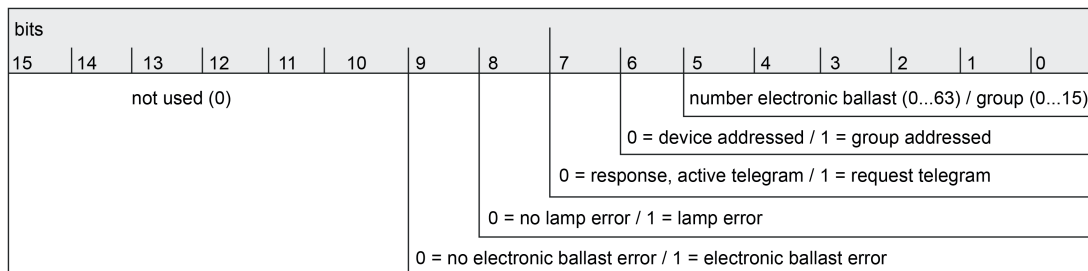 bits
15 14 13 12 11 10 9 8 7 6 5 4 3 2 1 0
not used (0)
number electronic ballast (0...63) / group (0...15)
0 = device addressed / 1 = group addressed
0 = response, active telegram / 1 = request telegram
0 = no lamp error / 1 = lamp error
0 = no electronic ballast error / 1 = electronic ballast error